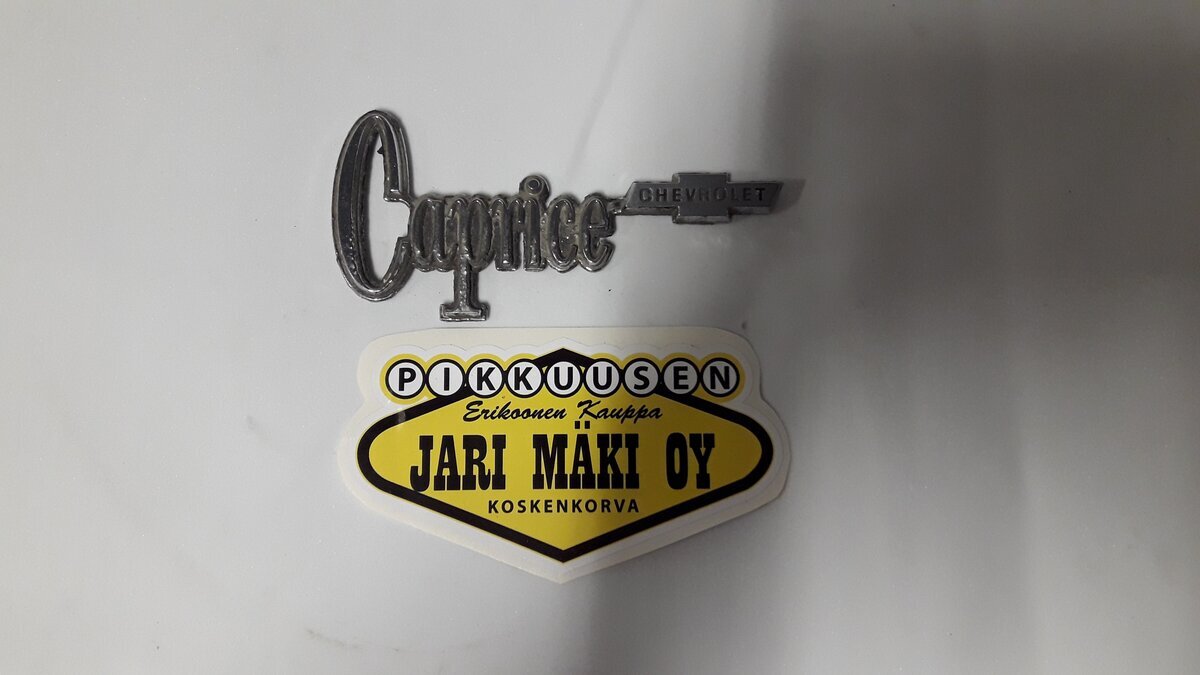 Caprice CHEVROLET
PIKKUUSEN
Erikoonen Kauppa
JARI MÄKI OY
KOSKENKORVA